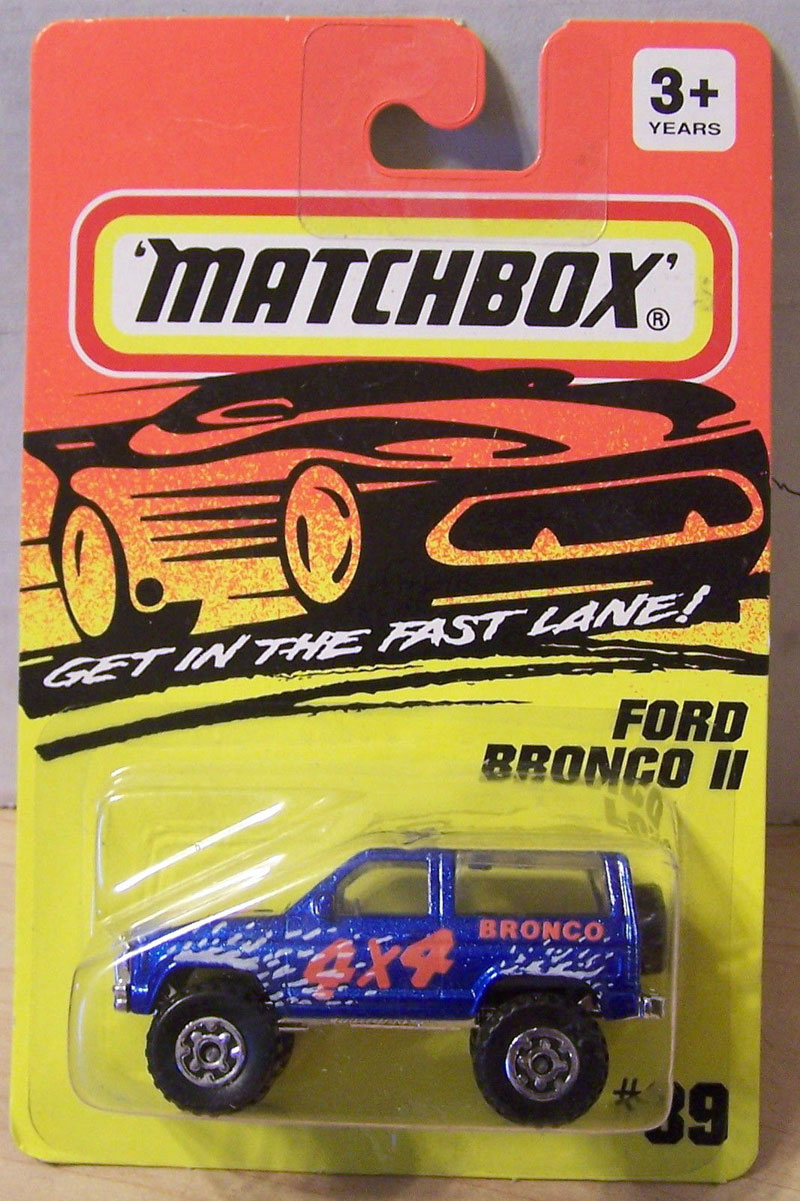 3+
YEARS
'MATCHBOX'®
GET IN THE FAST LANE!
FORD
BRONCO II
BRONCO
4x4
#39